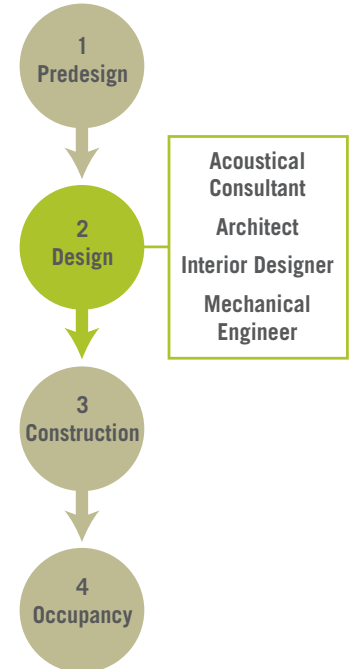 1
Predesign
2
Design
Acoustical
Consultant
Architect
Interior Designer
Mechanical
Engineer
3
Construction
4
Occupancy